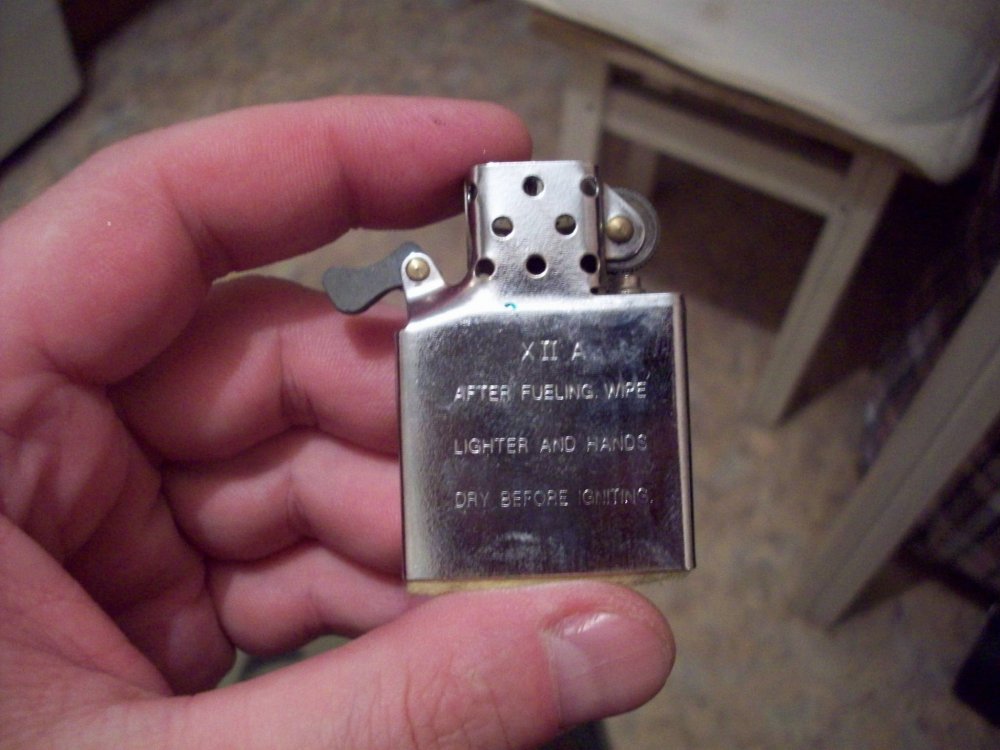 XII A
AFTER FUELING, WIPE
LIGHTER AND HANDS
DRY BEFORE IGNITING.